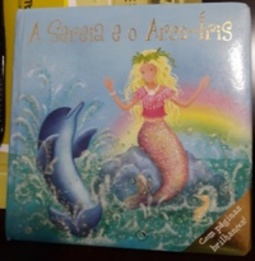 A Sereia e o Arco-Íris
Com páginas
brilhantes!